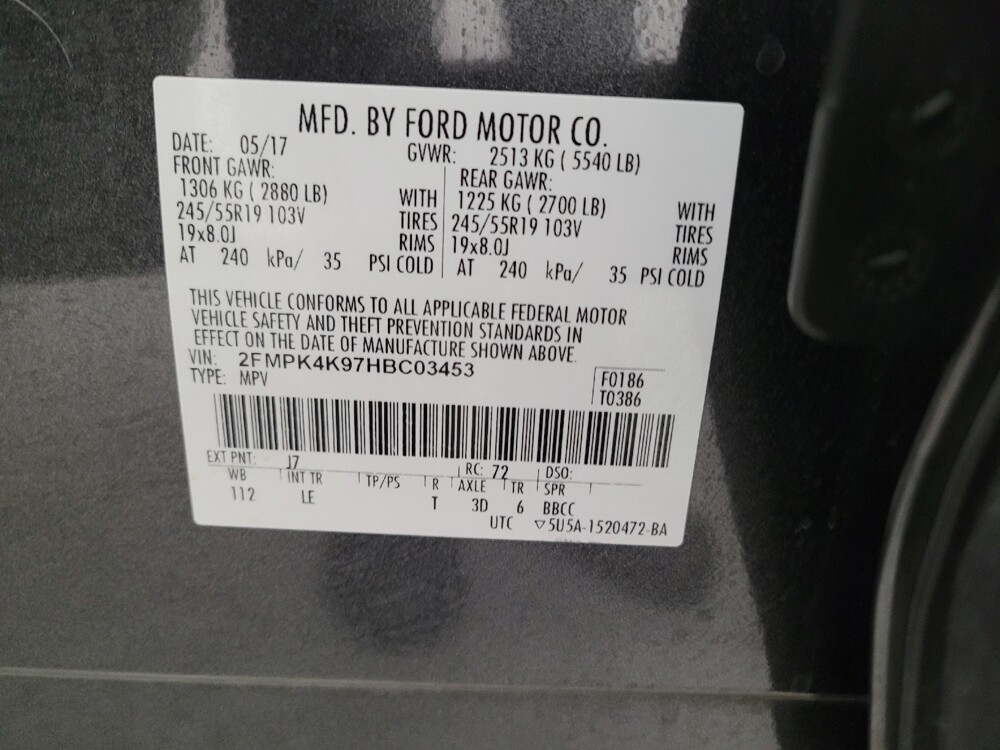 MFD. BY FORD MOTOR CO.
DATE: 05/17 GVWR: 2513 KG ( 5540 LB)
FRONT GAWR: REAR GAWR:
1306 KG ( 2880 LB) WITH 1225 KG ( 2700 LB) WITH
245/55R19 103V TIRES 245/55R19 103V TIRES
19x8.0J RIMS 19x8.0J RIMS
AT 240 kPa/ 35 PSI COLD AT 240 kPa/ 35 PSI COLD
THIS VEHICLE CONFORMS TO ALL APPLICABLE FEDERAL MOTOR
VEHICLE SAFETY AND THEFT PREVENTION STANDARDS IN
EFFECT ON THE DATE OF MANUFACTURE SHOWN ABOVE.
VIN: 2FMPK4K97HBC03453
TYPE: MPV F0186
T0386
EXT PNT: J7 RC: 72 DSO:
WB INT TR TP/PS R AXLE TR SPR
112 LE T 3D 6 BBCC
UTC ▽5U5A-1520472-BA